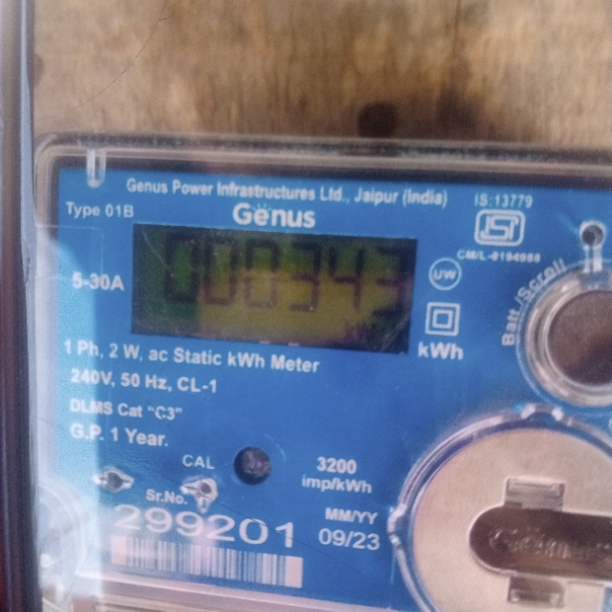 Genus Power Infrastructures Ltd., Jaipur (India)
IS:13779
Type 01B
Genus
ISI
5-30A
000343
UW
Batt./Scroll
kWh
1 Ph, 2 W, ac Static kWh Meter
240V, 50 Hz, CL-1
DLMS Cat "C3"
G.P. 1 Year.
CAL
3200
imp/kWh
Sr.No.
299201
MM/YY
09/23